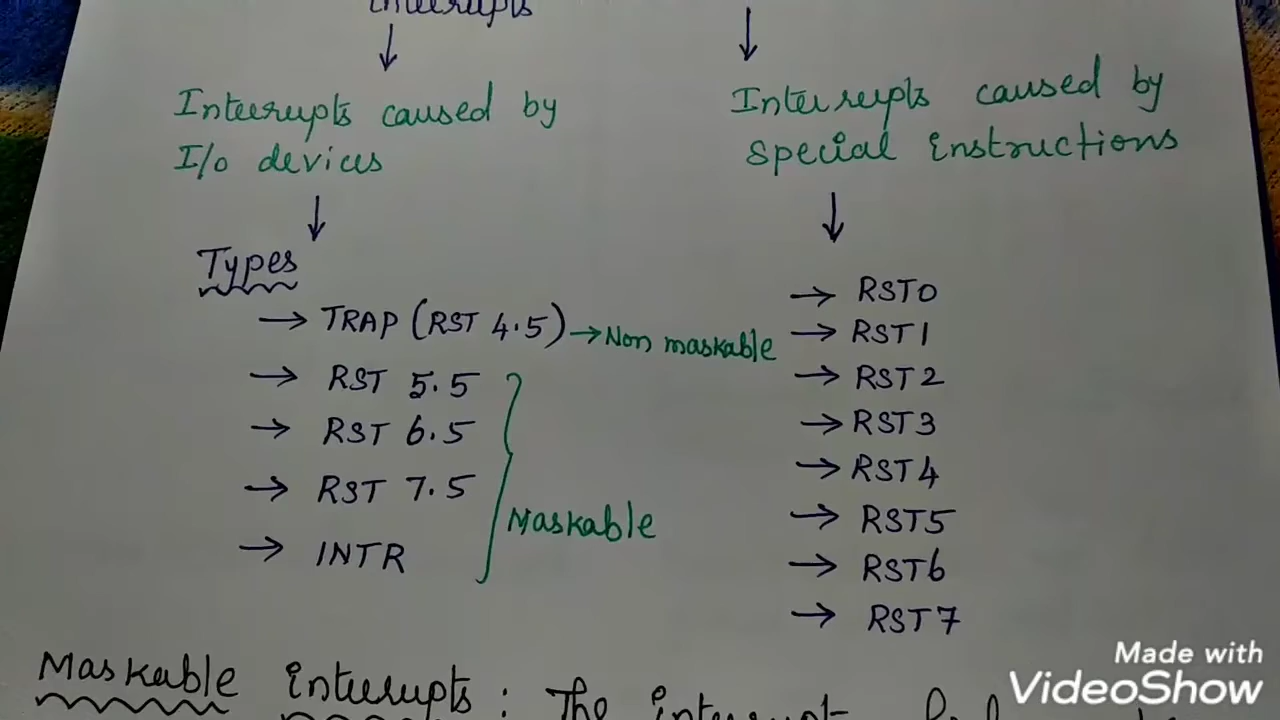 Interrupts
Interrupts caused by
I/o devices
Types
→ TRAP (RST 4.5) → Non maskable
→ RST 5.5
→ RST 6.5
→ RST 7.5
→ INTR
Maskable
Interrupts caused by
special instructions
→ RST0
→ RST1
→ RST2
→ RST3
→ RST4
→ RST5
→ RST6
→ RST7
Maskable interrupts: The interrupt
Made with
VideoShow